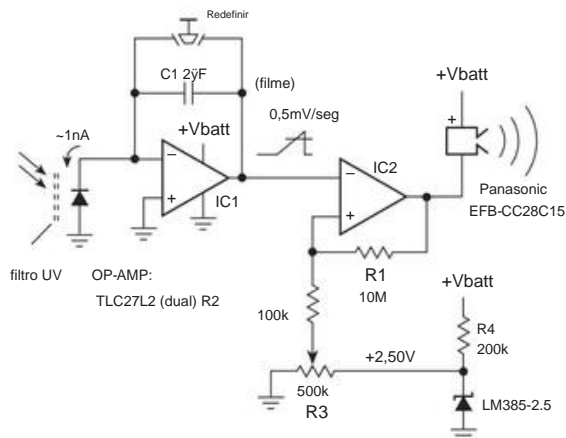 Redefinir
C1 2ÿF
(filme)
+Vbatt
~1nA
+Vbatt
0,5mV/seg
−
+
IC1
−
+
IC2
+
Panasonic
EFB-CC28C15
filtro UV
OP-AMP:
TLC27L2 (dual) R2
R1
10M
+Vbatt
100k
R4
200k
+2,50V
500k
R3
LM385-2.5